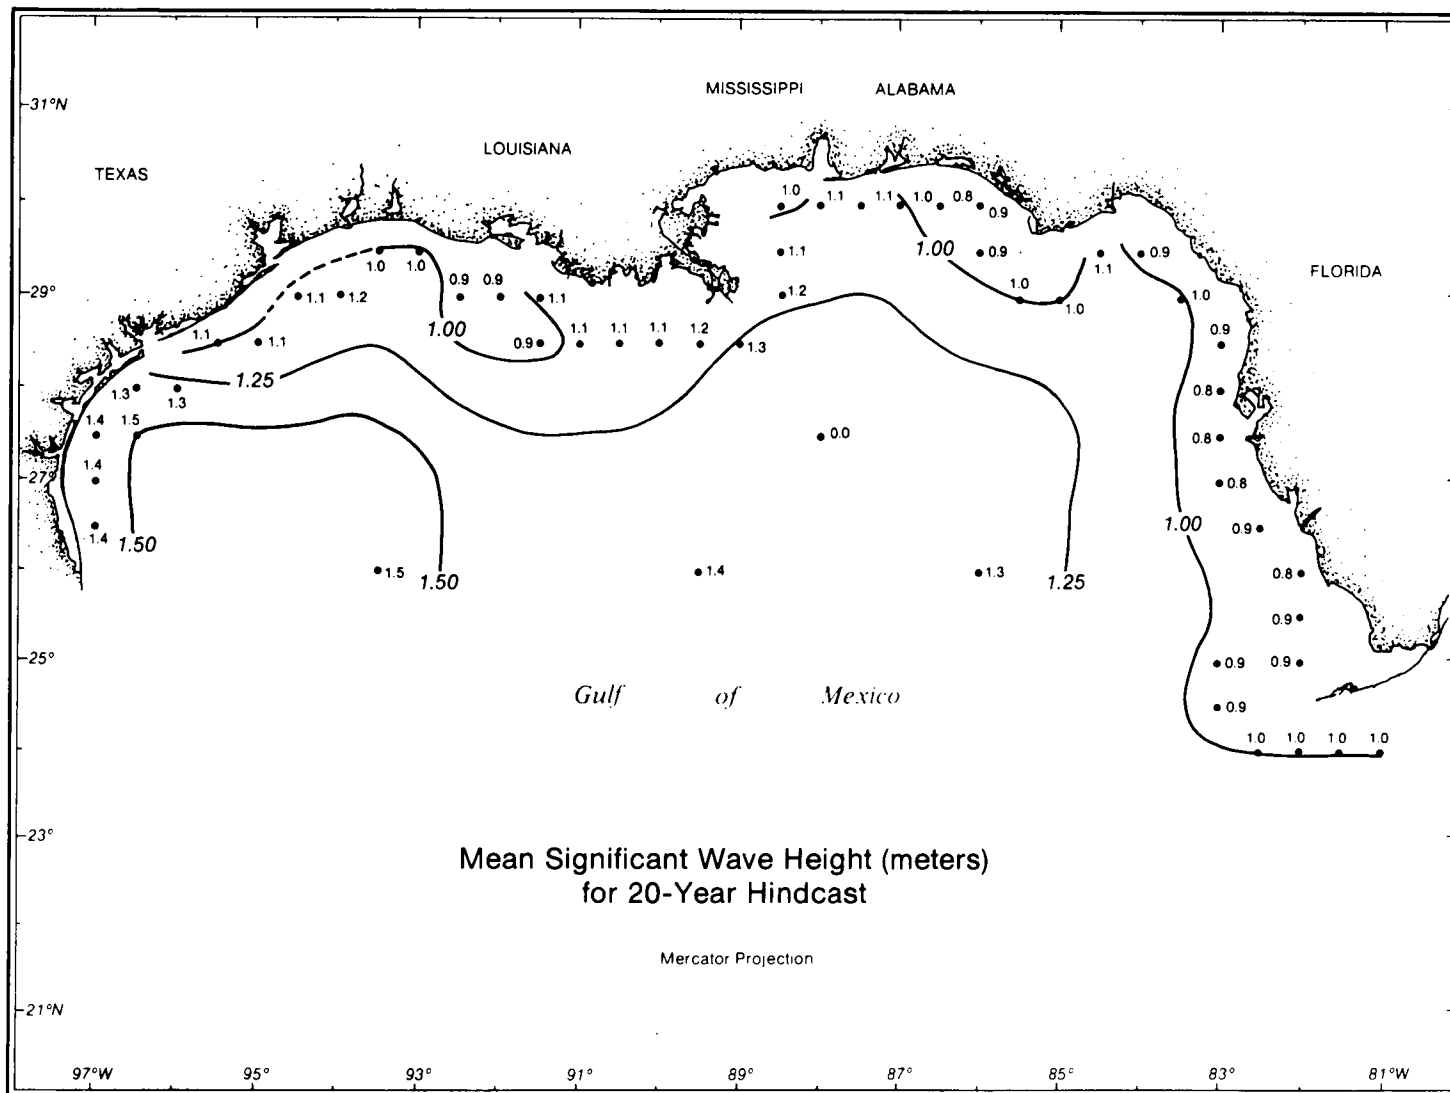 MISSISSIPPI ALABAMA
31°N
LOUISIANA
TEXAS
1.0 1.1 1.1 1.0 0.8 0.9
1.00
1.1 0.9 1.1 0.9
FLORIDA
29°
1.0 1.0 0.9 0.9
1.1 1.2 1.1 1.2 1.0 1.0 1.0
1.00
1.1 1.1 0.9 1.1 1.1 1.1 1.2 1.3 0.9
1.25
1.3 1.3 0.8
1.4 1.5 0.0 0.8
27°
1.4 0.8
1.4 1.50 1.00 0.9
1.5 1.50 1.4 1.3 1.25 0.8
0.9
25°
0.9 0.9
Gulf of Mexico
0.9
1.0 1.0 1.0 1.0
23°
Mean Significant Wave Height (meters)
for 20-Year Hindcast
Mercator Projection
21°N
97°W 95° 93° 91° 89° 87° 85° 83° 81°W